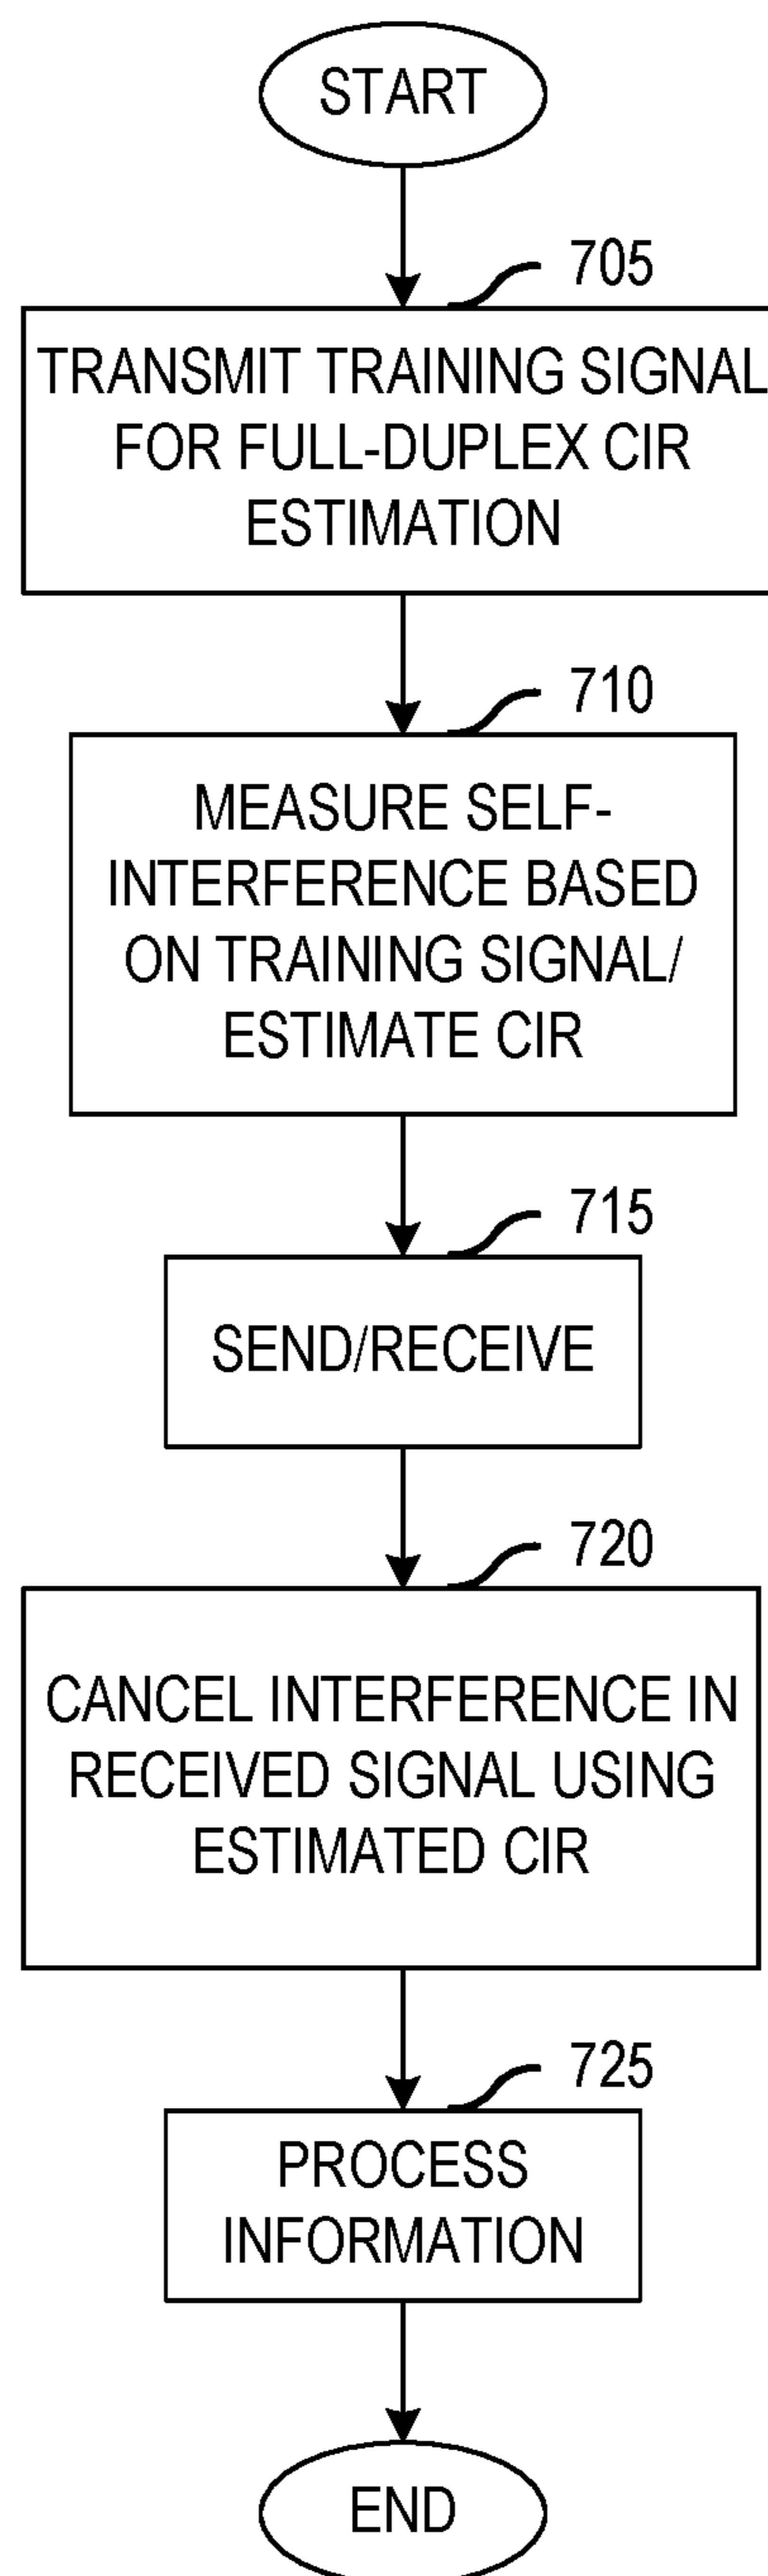 START
705
TRANSMIT TRAINING SIGNAL
FOR FULL-DUPLEX CIR
ESTIMATION
710
MEASURE SELF-
INTERFERENCE BASED
ON TRAINING SIGNAL/
ESTIMATE CIR
715
SEND/RECEIVE
720
CANCEL INTERFERENCE IN
RECEIVED SIGNAL USING
ESTIMATED CIR
725
PROCESS
INFORMATION
END